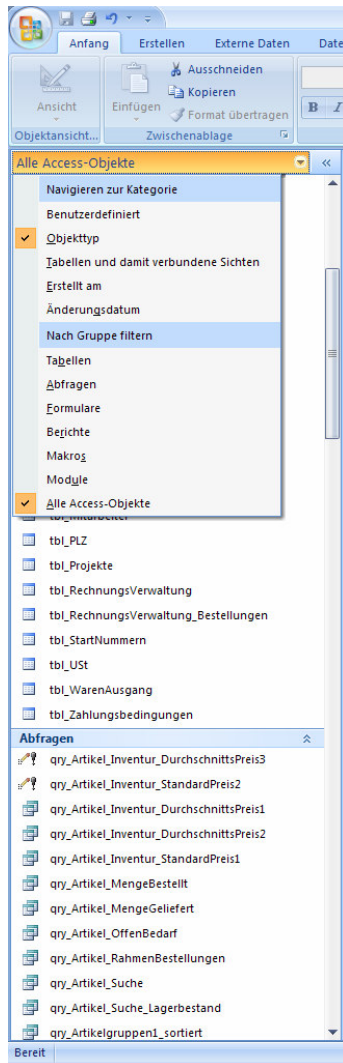 Anfang Erstellen Externe Daten Date
Ausschneiden
Kopieren
Format übertragen
Ansicht
Einfügen
B I
Objektansicht... Zwischenablage
Alle Access-Objekte
Navigieren zur Kategorie
Benutzerdefiniert
Objekttyp
Tabellen und damit verbundene Sichten
Erstellt am
Änderungsdatum
Nach Gruppe filtern
Tabellen
Abfragen
Formulare
Berichte
Makros
Module
Alle Access-Objekte
tbl_Mitarbeiter
tbl_PLZ
tbl_Projekte
tbl_RechnungsVerwaltung
tbl_RechnungsVerwaltung_Bestellungen
tbl_StartNummern
tbl_USt
tbl_WarenAusgang
tbl_Zahlungsbedingungen
Abfragen
qry_Artikel_Inventur_DurchschnittsPreis3
qry_Artikel_Inventur_StandardPreis2
qry_Artikel_Inventur_DurchschnittsPreis1
qry_Artikel_Inventur_DurchschnittsPreis2
qry_Artikel_Inventur_StandardPreis1
qry_Artikel_MengeBestellt
qry_Artikel_MengeGeliefert
qry_Artikel_OffenBedarf
qry_Artikel_RahmenBestellungen
qry_Artikel_Suche
qry_Artikel_Suche_Lagerbestand
qry_Artikelgruppen1_sortiert
Bereit